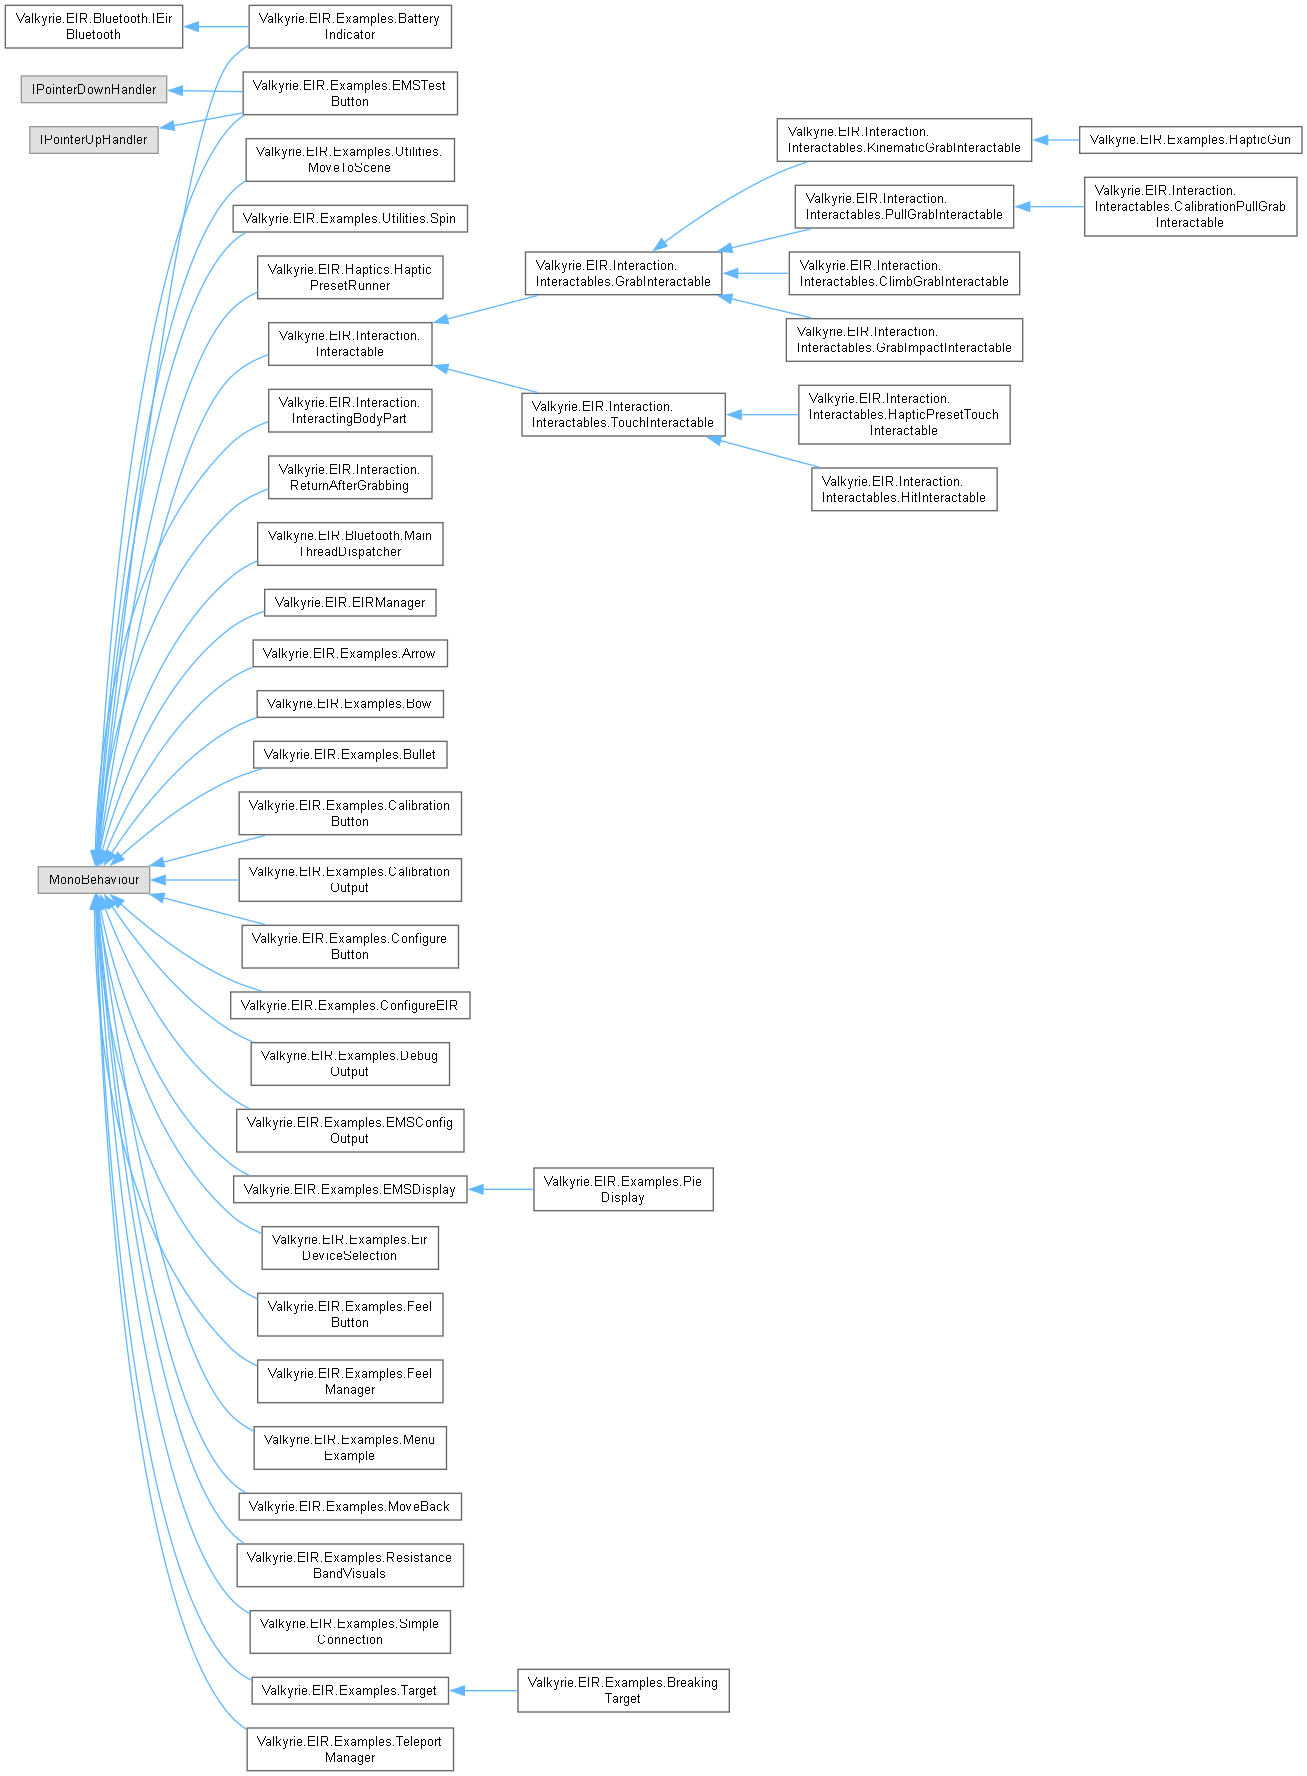 Valkyrie.EIR.Bluetooth.IEir
Bluetooth
Valkyrie.EIR.Examples.Battery
Indicator
IPointerDownHandler
Valkyrie.EIR.Examples.EMSTest
Button
IPointerUpHandler
Valkyrie.EIR.Examples.Utilities.
MoveToScene
Valkyrie.EIR.Examples.Utilities.Spin
Valkyrie.EIR.Haptics.Haptic
PresetRunner
Valkyrie.EIR.Interaction.
Interactable
Valkyrie.EIR.Interaction.
Interactables.GrabInteractable
Valkyrie.EIR.Interaction.
Interactables.KinematicGrabInteractable
Valkyrie.EIR.Examples.HapticGun
Valkyrie.EIR.Interaction.
Interactables.PullGrabInteractable
Valkyrie.EIR.Interaction.
Interactables.CalibrationPullGrab
Interactable
Valkyrie.EIR.Interaction.
Interactables.ClimbGrabInteractable
Valkyrie.EIR.Interaction.
Interactables.GrabImpactInteractable
Valkyrie.EIR.Interaction.
Interactables.TouchInteractable
Valkyrie.EIR.Interaction.
Interactables.HapticPresetTouch
Interactable
Valkyrie.EIR.Interaction.
Interactables.HitInteractable
Valkyrie.EIR.Interaction.
InteractingBodyPart
Valkyrie.EIR.Interaction.
ReturnAfterGrabbing
Valkyrie.EIR.Bluetooth.Main
ThreadDispatcher
Valkyrie.EIR.EIRManager
Valkyrie.EIR.Examples.Arrow
Valkyrie.EIR.Examples.Bow
Valkyrie.EIR.Examples.Bullet
Valkyrie.EIR.Examples.Calibration
Button
MonoBehaviour
Valkyrie.EIR.Examples.Calibration
Output
Valkyrie.EIR.Examples.Configure
Button
Valkyrie.EIR.Examples.ConfigureEIR
Valkyrie.EIR.Examples.Debug
Output
Valkyrie.EIR.Examples.EMSConfig
Output
Valkyrie.EIR.Examples.EMSDisplay
Valkyrie.EIR.Examples.Pie
Display
Valkyrie.EIR.Examples.Eir
DeviceSelection
Valkyrie.EIR.Examples.Feel
Button
Valkyrie.EIR.Examples.Feel
Manager
Valkyrie.EIR.Examples.Menu
Example
Valkyrie.EIR.Examples.MoveBack
Valkyrie.EIR.Examples.Resistance
BandVisuals
Valkyrie.EIR.Examples.Simple
Connection
Valkyrie.EIR.Examples.Target
Valkyrie.EIR.Examples.Breaking
Target
Valkyrie.EIR.Examples.Teleport
Manager